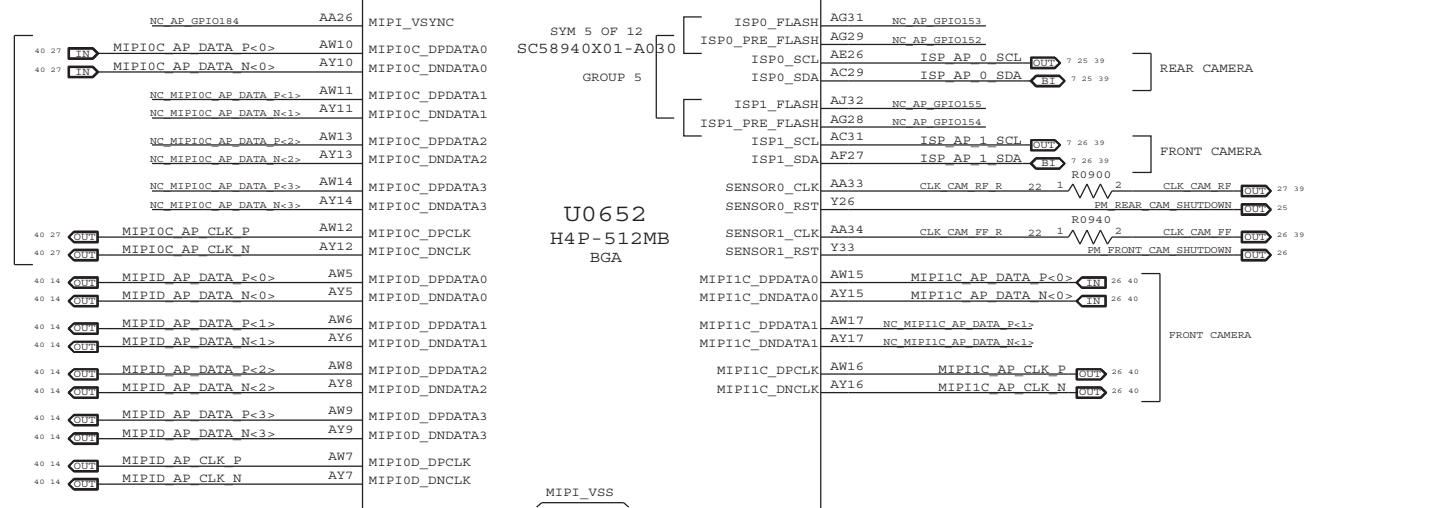 NC_AP_GPIO184 AA26 MIPI_VSYNC
40 27 IN MIPI0C_AP_DATA_P<0> AW10 MIPI0C_DPDATA0
40 27 IN MIPI0C_AP_DATA_N<0> AY10 MIPI0C_DNDATA0
NC_MIPI0C_AP_DATA_P<1> AW11 MIPI0C_DPDATA1
NC_MIPI0C_AP_DATA_N<1> AY11 MIPI0C_DNDATA1
NC_MIPI0C_AP_DATA_P<2> AW13 MIPI0C_DPDATA2
NC_MIPI0C_AP_DATA_N<2> AY13 MIPI0C_DNDATA2
NC_MIPI0C_AP_DATA_P<3> AW14 MIPI0C_DPDATA3
NC_MIPI0C_AP_DATA_N<3> AY14 MIPI0C_DNDATA3
40 27 OUT MIPI0C_AP_CLK_P AW12 MIPI0C_DPCLK
40 27 OUT MIPI0C_AP_CLK_N AY12 MIPI0C_DNCLK
40 14 OUT MIPID_AP_DATA_P<0> AW5 MIPI0D_DPDATA0
40 14 OUT MIPID_AP_DATA_N<0> AY5 MIPI0D_DNDATA0
40 14 OUT MIPID_AP_DATA_P<1> AW6 MIPI0D_DPDATA1
40 14 OUT MIPID_AP_DATA_N<1> AY6 MIPI0D_DNDATA1
40 14 OUT MIPID_AP_DATA_P<2> AW8 MIPI0D_DPDATA2
40 14 OUT MIPID_AP_DATA_N<2> AY8 MIPI0D_DNDATA2
40 14 OUT MIPID_AP_DATA_P<3> AW9 MIPI0D_DPDATA3
40 14 OUT MIPID_AP_DATA_N<3> AY9 MIPI0D_DNDATA3
40 14 OUT MIPID_AP_CLK_P AW7 MIPI0D_DPCLK
40 14 OUT MIPID_AP_CLK_N AY7 MIPI0D_DNCLK
SYM 5 OF 12
SC58940X01-A030
GROUP 5
U0652
H4P-512MB
BGA
MIPI_VSS
ISP0_FLASH AG31 NC_AP_GPIO153
ISP0_PRE_FLASH AG29 NC_AP_GPIO152
ISP0_SCL AE26 ISP_AP_0_SCL OUT 7 25 39
ISP0_SDA AC29 ISP_AP_0_SDA BI 7 25 39
REAR CAMERA
ISP1_FLASH AJ32 NC_AP_GPIO155
ISP1_PRE_FLASH AG28 NC_AP_GPIO154
ISP1_SCL AC31 ISP_AP_1_SCL OUT 7 26 39
ISP1_SDA AF27 ISP_AP_1_SDA BI 7 26 39
FRONT CAMERA
R0900
SENSOR0_CLK AA33 CLK_CAM_RF_R 22 1 2 CLK_CAM_RF OUT 27 39
SENSOR0_RST Y26 PM_REAR_CAM_SHUTDOWN OUT 25
R0940
SENSOR1_CLK AA34 CLK_CAM_FF_R 22 1 2 CLK_CAM_FF OUT 26 39
SENSOR1_RST Y33 PM_FRONT_CAM_SHUTDOWN OUT 26
MIPI1C_DPDATA0 AW15 MIPI1C_AP_DATA_P<0> IN 26 40
MIPI1C_DNDATA0 AY15 MIPI1C_AP_DATA_N<0> IN 26 40
MIPI1C_DPDATA1 AW17 NC_MIPI1C_AP_DATA_P<1>
MIPI1C_DNDATA1 AY17 NC_MIPI1C_AP_DATA_N<1>
FRONT CAMERA
MIPI1C_DPCLK AW16 MIPI1C_AP_CLK_P OUT 26 40
MIPI1C_DNCLK AY16 MIPI1C_AP_CLK_N OUT 26 40